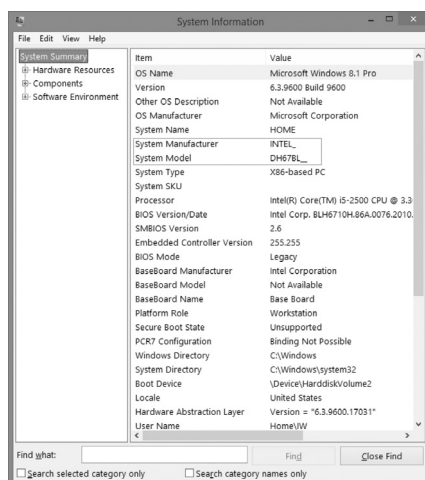 System Information
File Edit View Help
System Summary
Hardware Resources
Components
Software Environment
Item Value
OS Name Microsoft Windows 8.1 Pro
Version 6.3.9600 Build 9600
Other OS Description Not Available
OS Manufacturer Microsoft Corporation
System Name HOME
System Manufacturer INTEL_
System Model DH67BL__
System Type X86-based PC
System SKU
Processor Intel(R) Core(TM) i5-2500 CPU @ 3.3
BIOS Version/Date Intel Corp. BLH6710H.86A.0076.2010.
SMBIOS Version 2.6
Embedded Controller Version 255.255
BIOS Mode Legacy
BaseBoard Manufacturer Intel Corporation
BaseBoard Model Not Available
BaseBoard Name Base Board
Platform Role Workstation
Secure Boot State Unsupported
PCR7 Configuration Binding Not Possible
Windows Directory C:\Windows
System Directory C:\Windows\system32
Boot Device \Device\HarddiskVolume2
Locale United States
Hardware Abstraction Layer Version = "6.3.9600.17031"
User Name Home\JW
Find what: Find Close Find
Search selected category only Search category names only